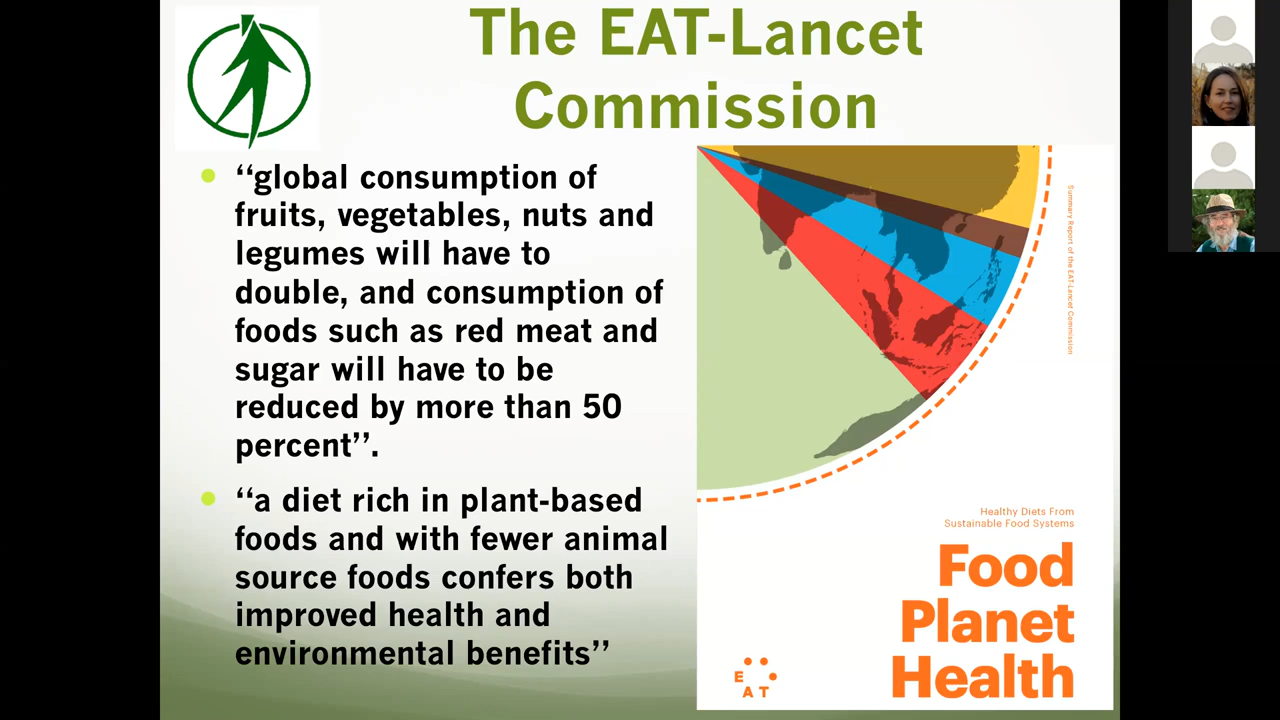 The EAT-Lancet
Commission
‘‘global consumption of
fruits, vegetables, nuts and
legumes will have to
double, and consumption of
foods such as red meat and
sugar will have to be
reduced by more than 50
percent’’.
‘‘a diet rich in plant-based
foods and with fewer animal
source foods confers both
improved health and
environmental benefits’’
Summary Report of the EAT-Lancet Commission
Healthy Diets From
Sustainable Food Systems
Food
Planet
Health
E
A T